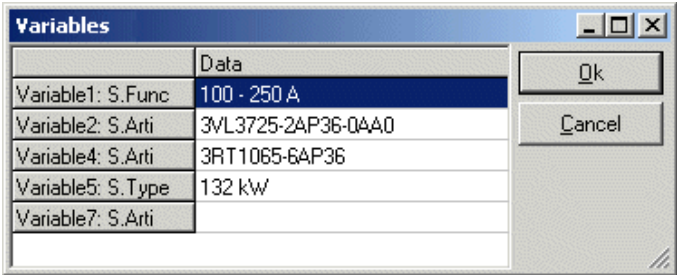 Variables
Data
Ok
Variable1: S.Func 100 - 250 A
Variable2: S.Arti 3VL3725-2AP36-0AA0
Cancel
Variable4: S.Arti 3RT1065-6AP36
Variable5: S.Type 132 kW
Variable7: S.Arti